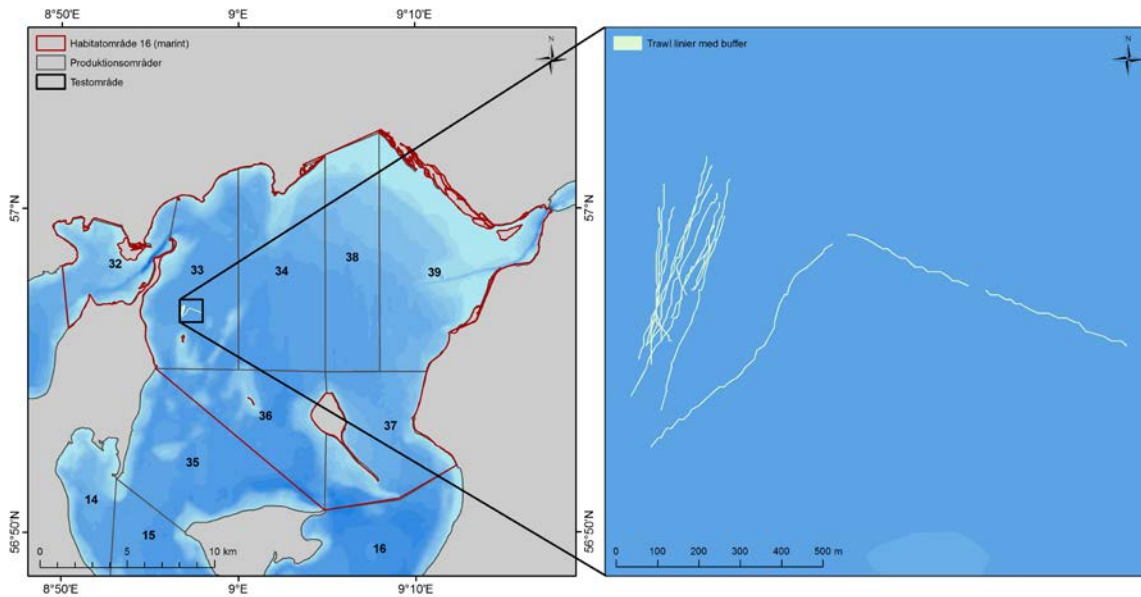 8°50'E
9°0'E
9°10'E
N
Habitatområde 16 (marint)
Produktionsområder
Testområde
57°N
57°N
32
33
34
38
39
36
37
35
14
15
16
56°50'N
56°50'N
0 5 10 km
8°50'E
9°0'E
9°10'E
Trawl linier med buffer
N
0 100 200 300 400 500 m